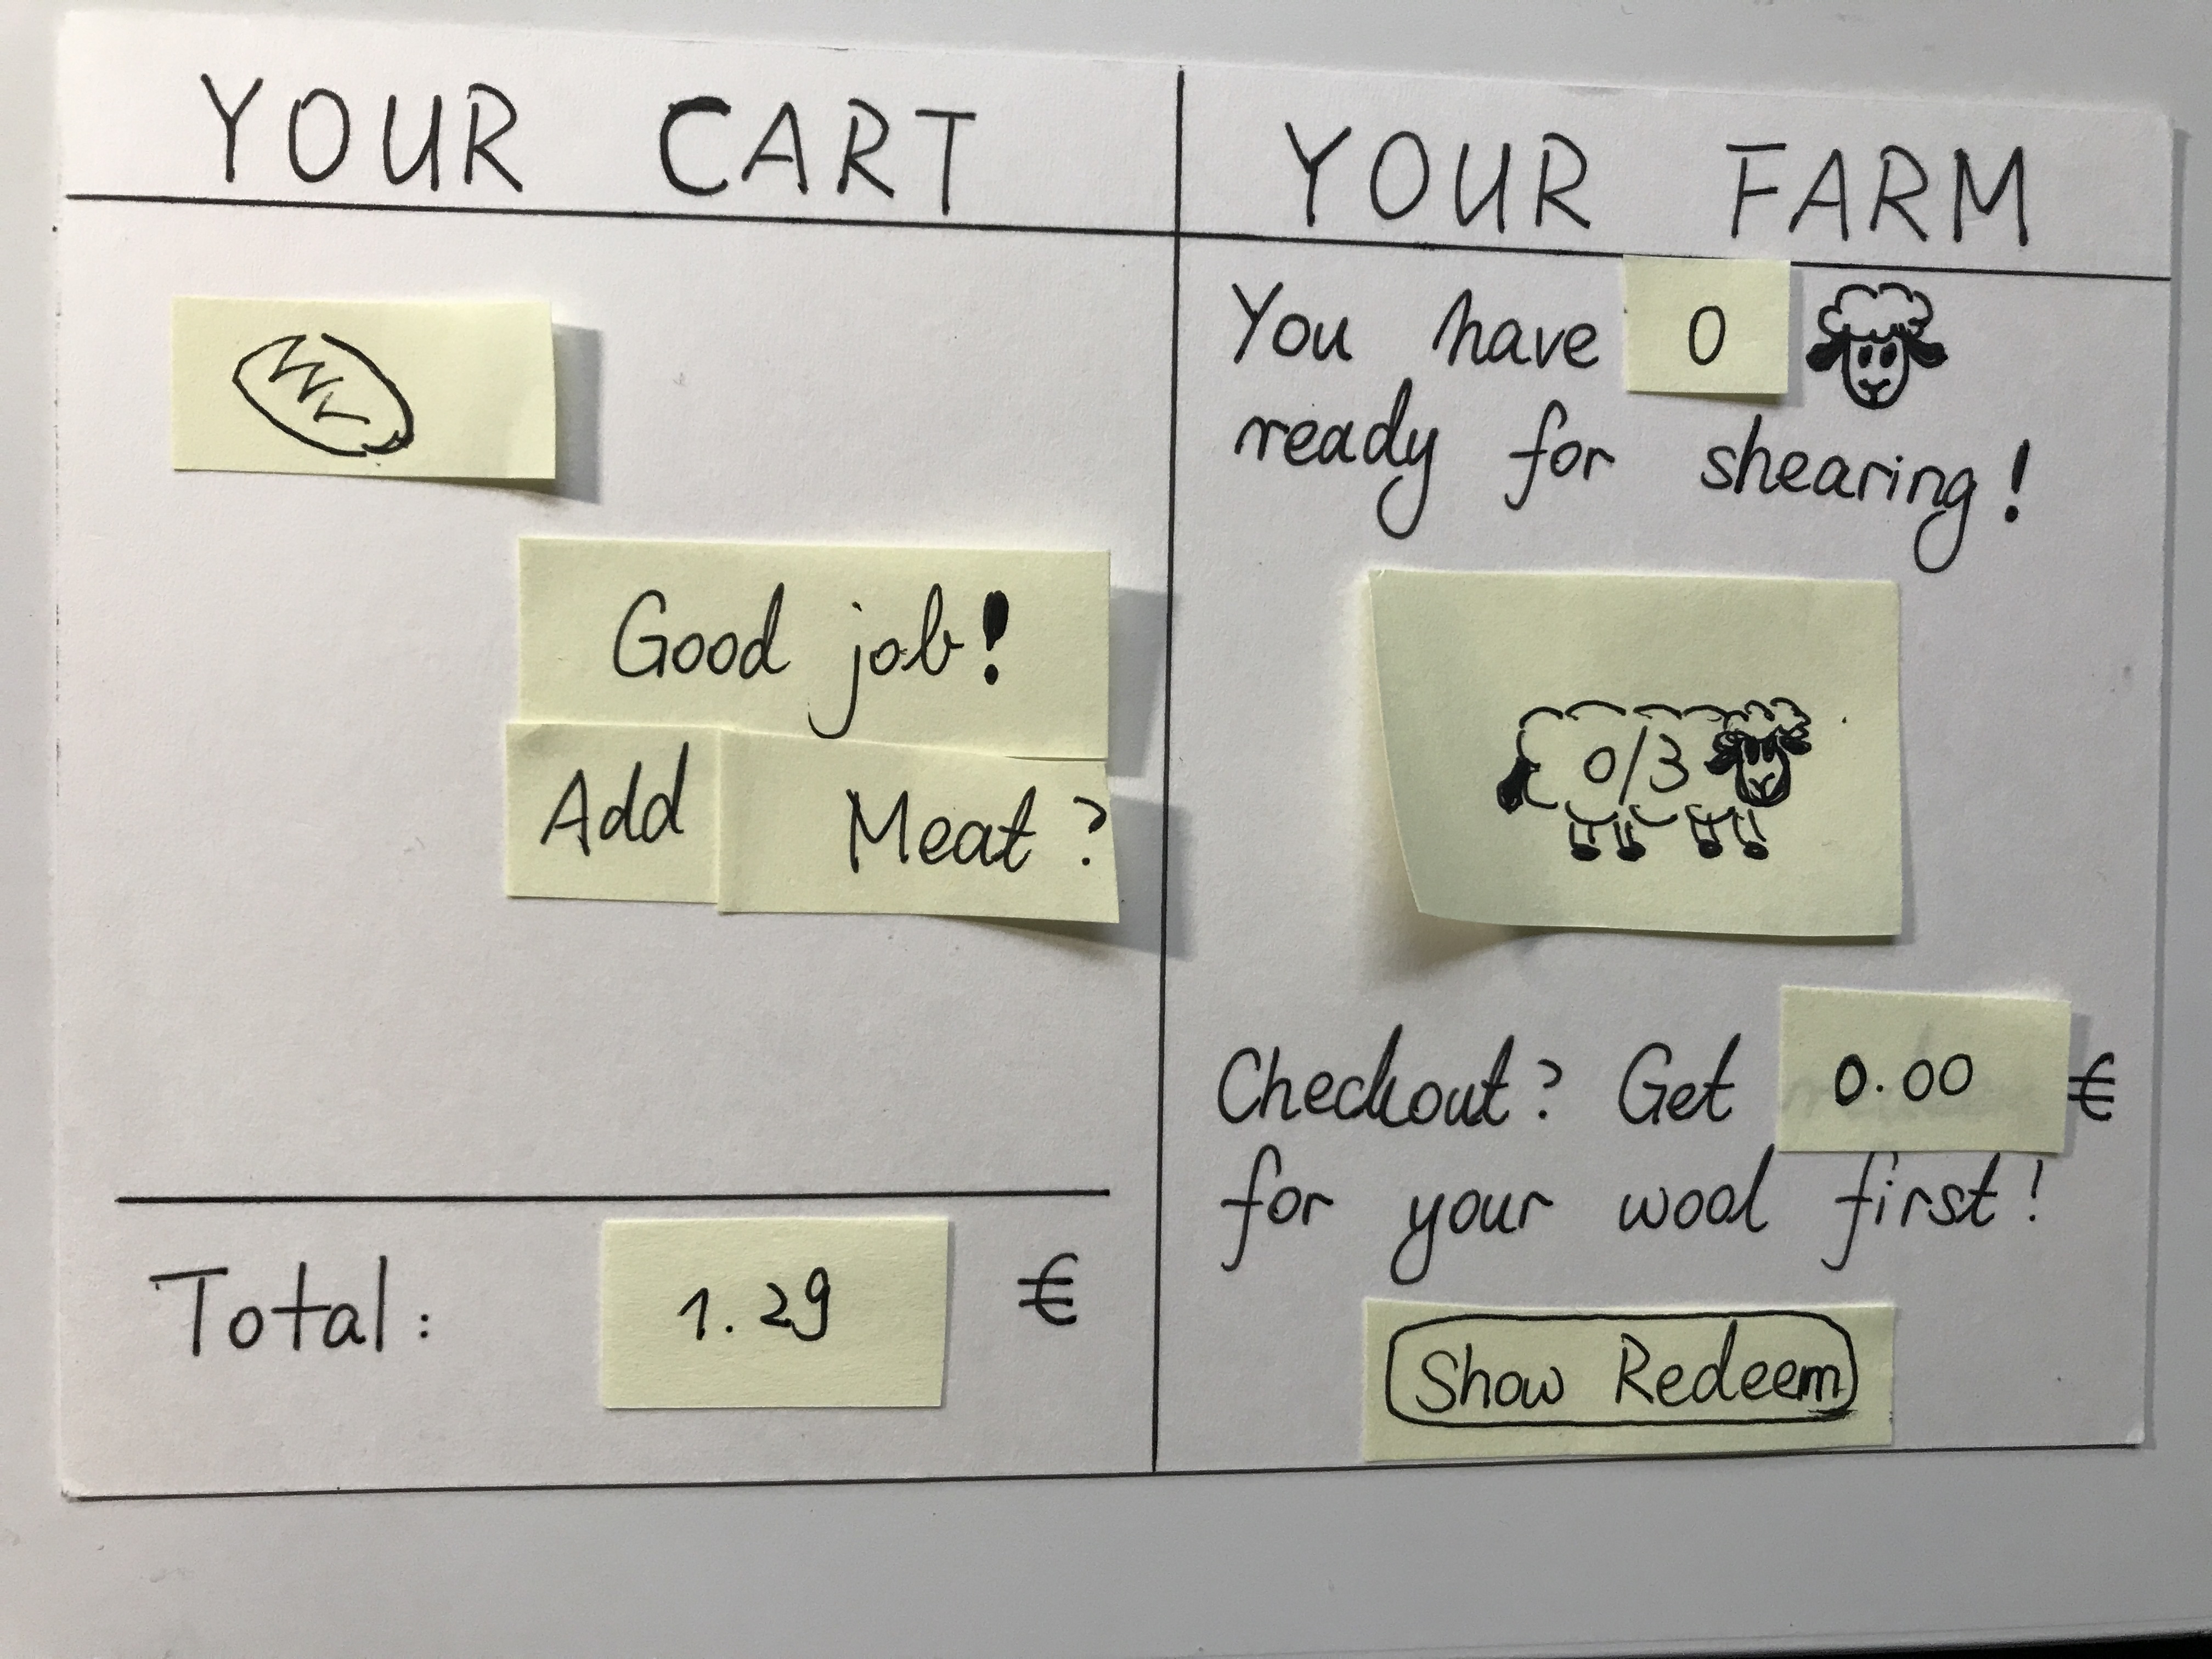 YOUR CART
Good job!
Add Meat?
Total: 1.29 €
YOUR FARM
You have 0
ready for shearing!
0/3
Checkout? Get 0.00 €
for your wool first!
Show Redeem